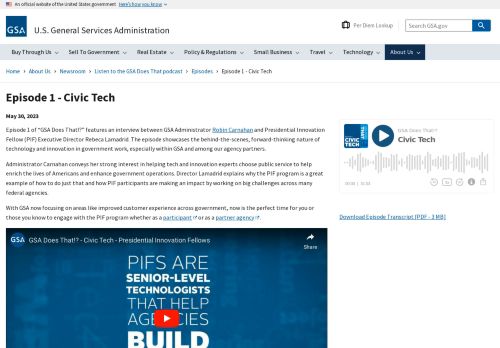 An official website of the United States government Here's how you know
GSA
U.S. General Services Administration
Per Diem Lookup
Search GSA.gov
Buy Through Us Sell To Government Real Estate Policy & Regulations Small Business Travel Technology About Us
Home About Us Newsroom Listen to the GSA Does That podcast Episodes Episode 1 - Civic Tech
Episode 1 - Civic Tech
May 30, 2023
Episode 1 of "GSA Does That!?" features an interview between GSA Administrator Robin Carnahan and Presidential Innovation
Fellow (PIF) Executive Director Rebeca Lamadrid. The episode showcases the behind-the-scenes, forward-thinking nature of
technology and innovation in government work, especially within GSA and among our agency partners.
Administrator Carnahan conveys her strong interest in helping tech and innovation experts choose public service to help
enrich the lives of Americans and enhance government operations. Director Lamadrid explains why the PIF program is a great
example of how to do just that and how PIF participants are making an impact by working on big challenges across many
federal agencies.
With GSA now focusing on areas like improved customer experience across government, now is the perfect time for you or
those you know to engage with the PIF program whether as a participant or as a partner agency.
CIVIC
TECH
GSA Does That!?
Civic Tech
Download Episode Transcript [PDF - 3 MB]
GSA
GSA Does That!? - Civic Tech - Presidential Innovation Fellows
Share
PIFS ARE
SENIOR-LEVEL
TECHNOLOGISTS
THAT HELP
AGENCIES
BUILD